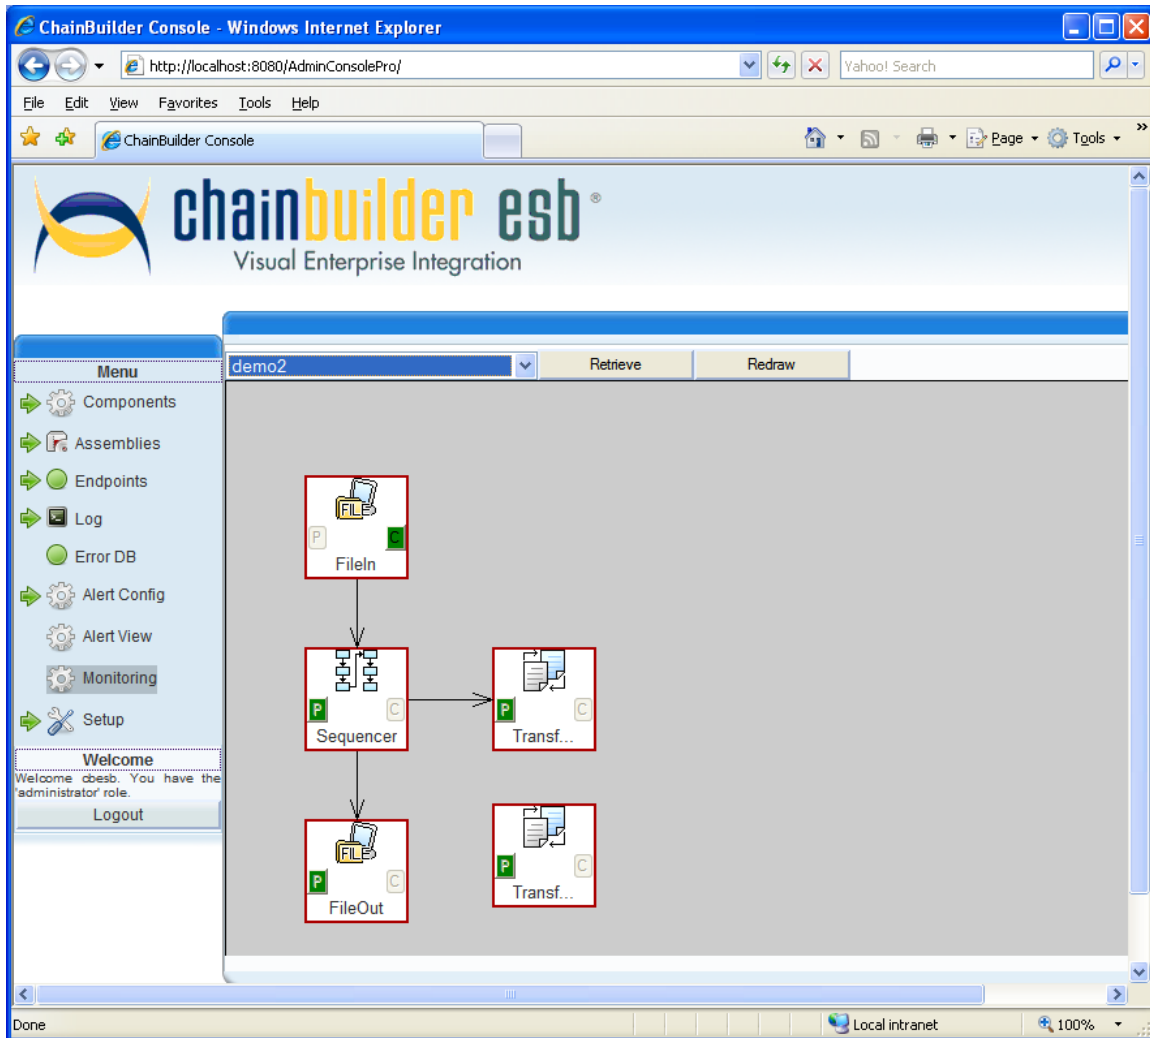 ChainBuilder Console - Windows Internet Explorer
http://localhost:8080/AdminConsolePro/
Yahoo! Search
File Edit View Favorites Tools Help
ChainBuilder Console
Page Tools »
chainbuilder esb ®
Visual Enterprise Integration
Menu
demo2 Retrieve Redraw
Components
Assemblies
Endpoints
Log
Error DB
Alert Config
Alert View
Monitoring
Setup
Welcome
Welcome cbesb. You have the
'administrator' role.
Logout
FILE
P C
FileIn
P C
Sequencer
P C
Transf...
FILE
P C
FileOut
P C
Transf...
Done Local intranet 100%